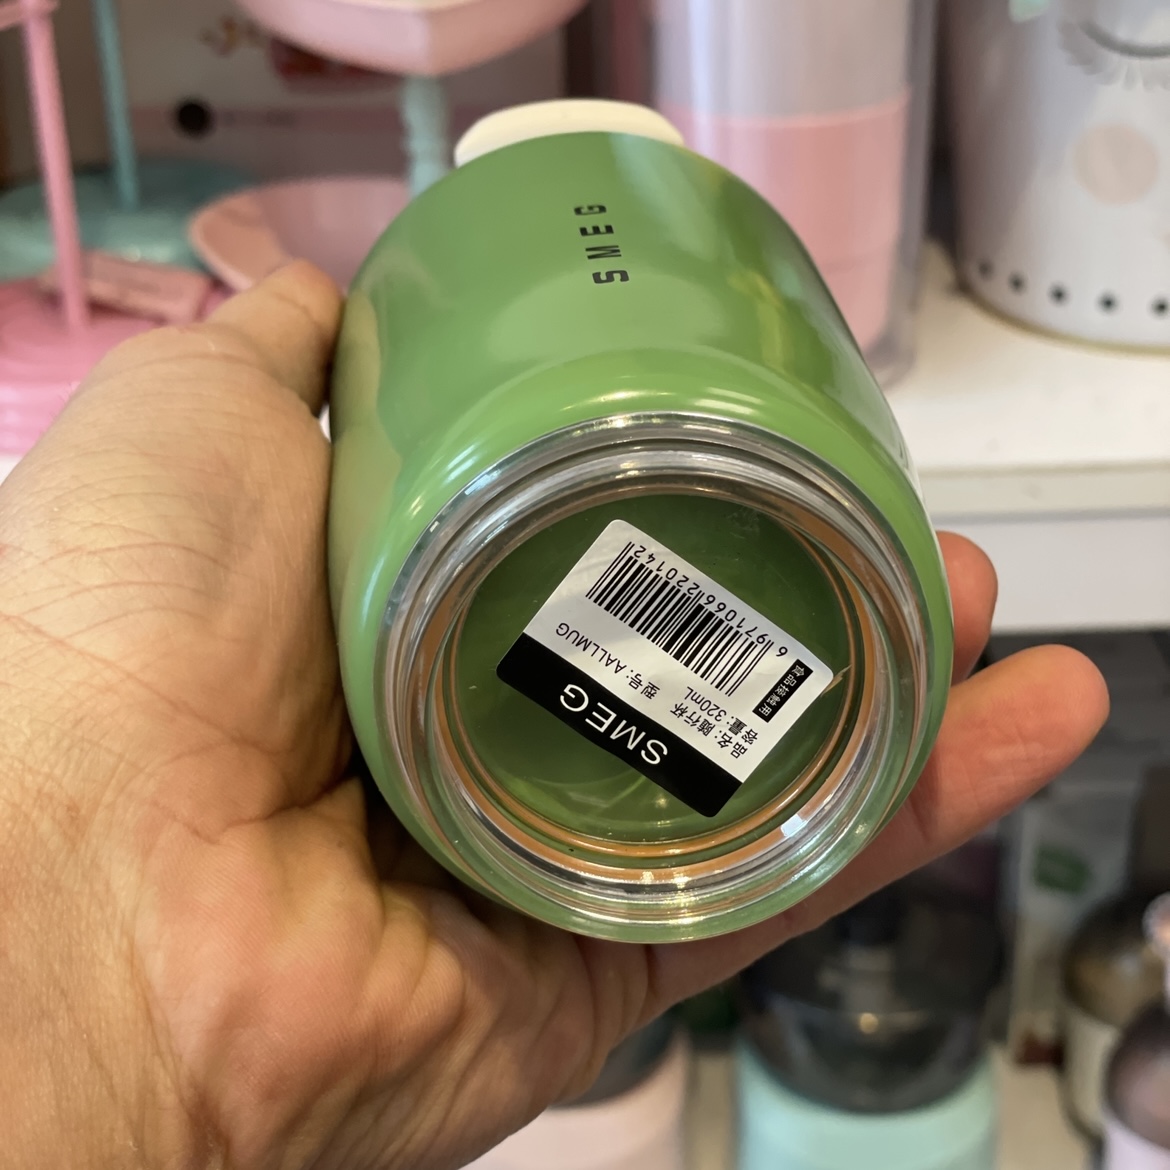 SMEG
SMEG
品名: 随行杯
容量: 320mL
型号: AALLMUG
食品接触用
6 971066 220142